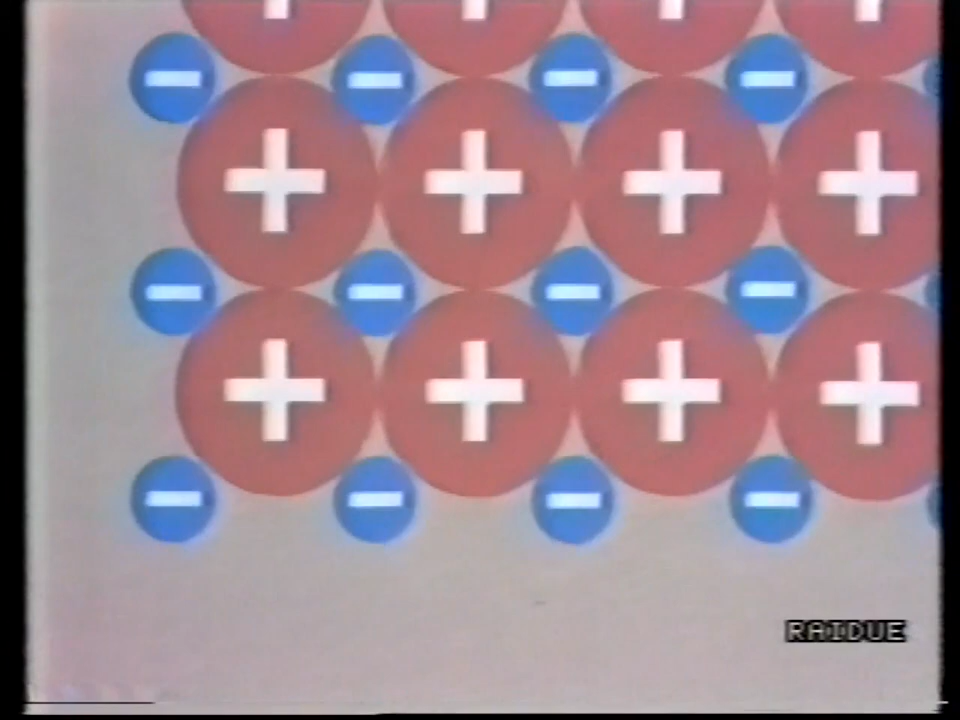 + + + +
- - - -
+ + + +
- - - -
+ + + +
- - - -
RAIDUE